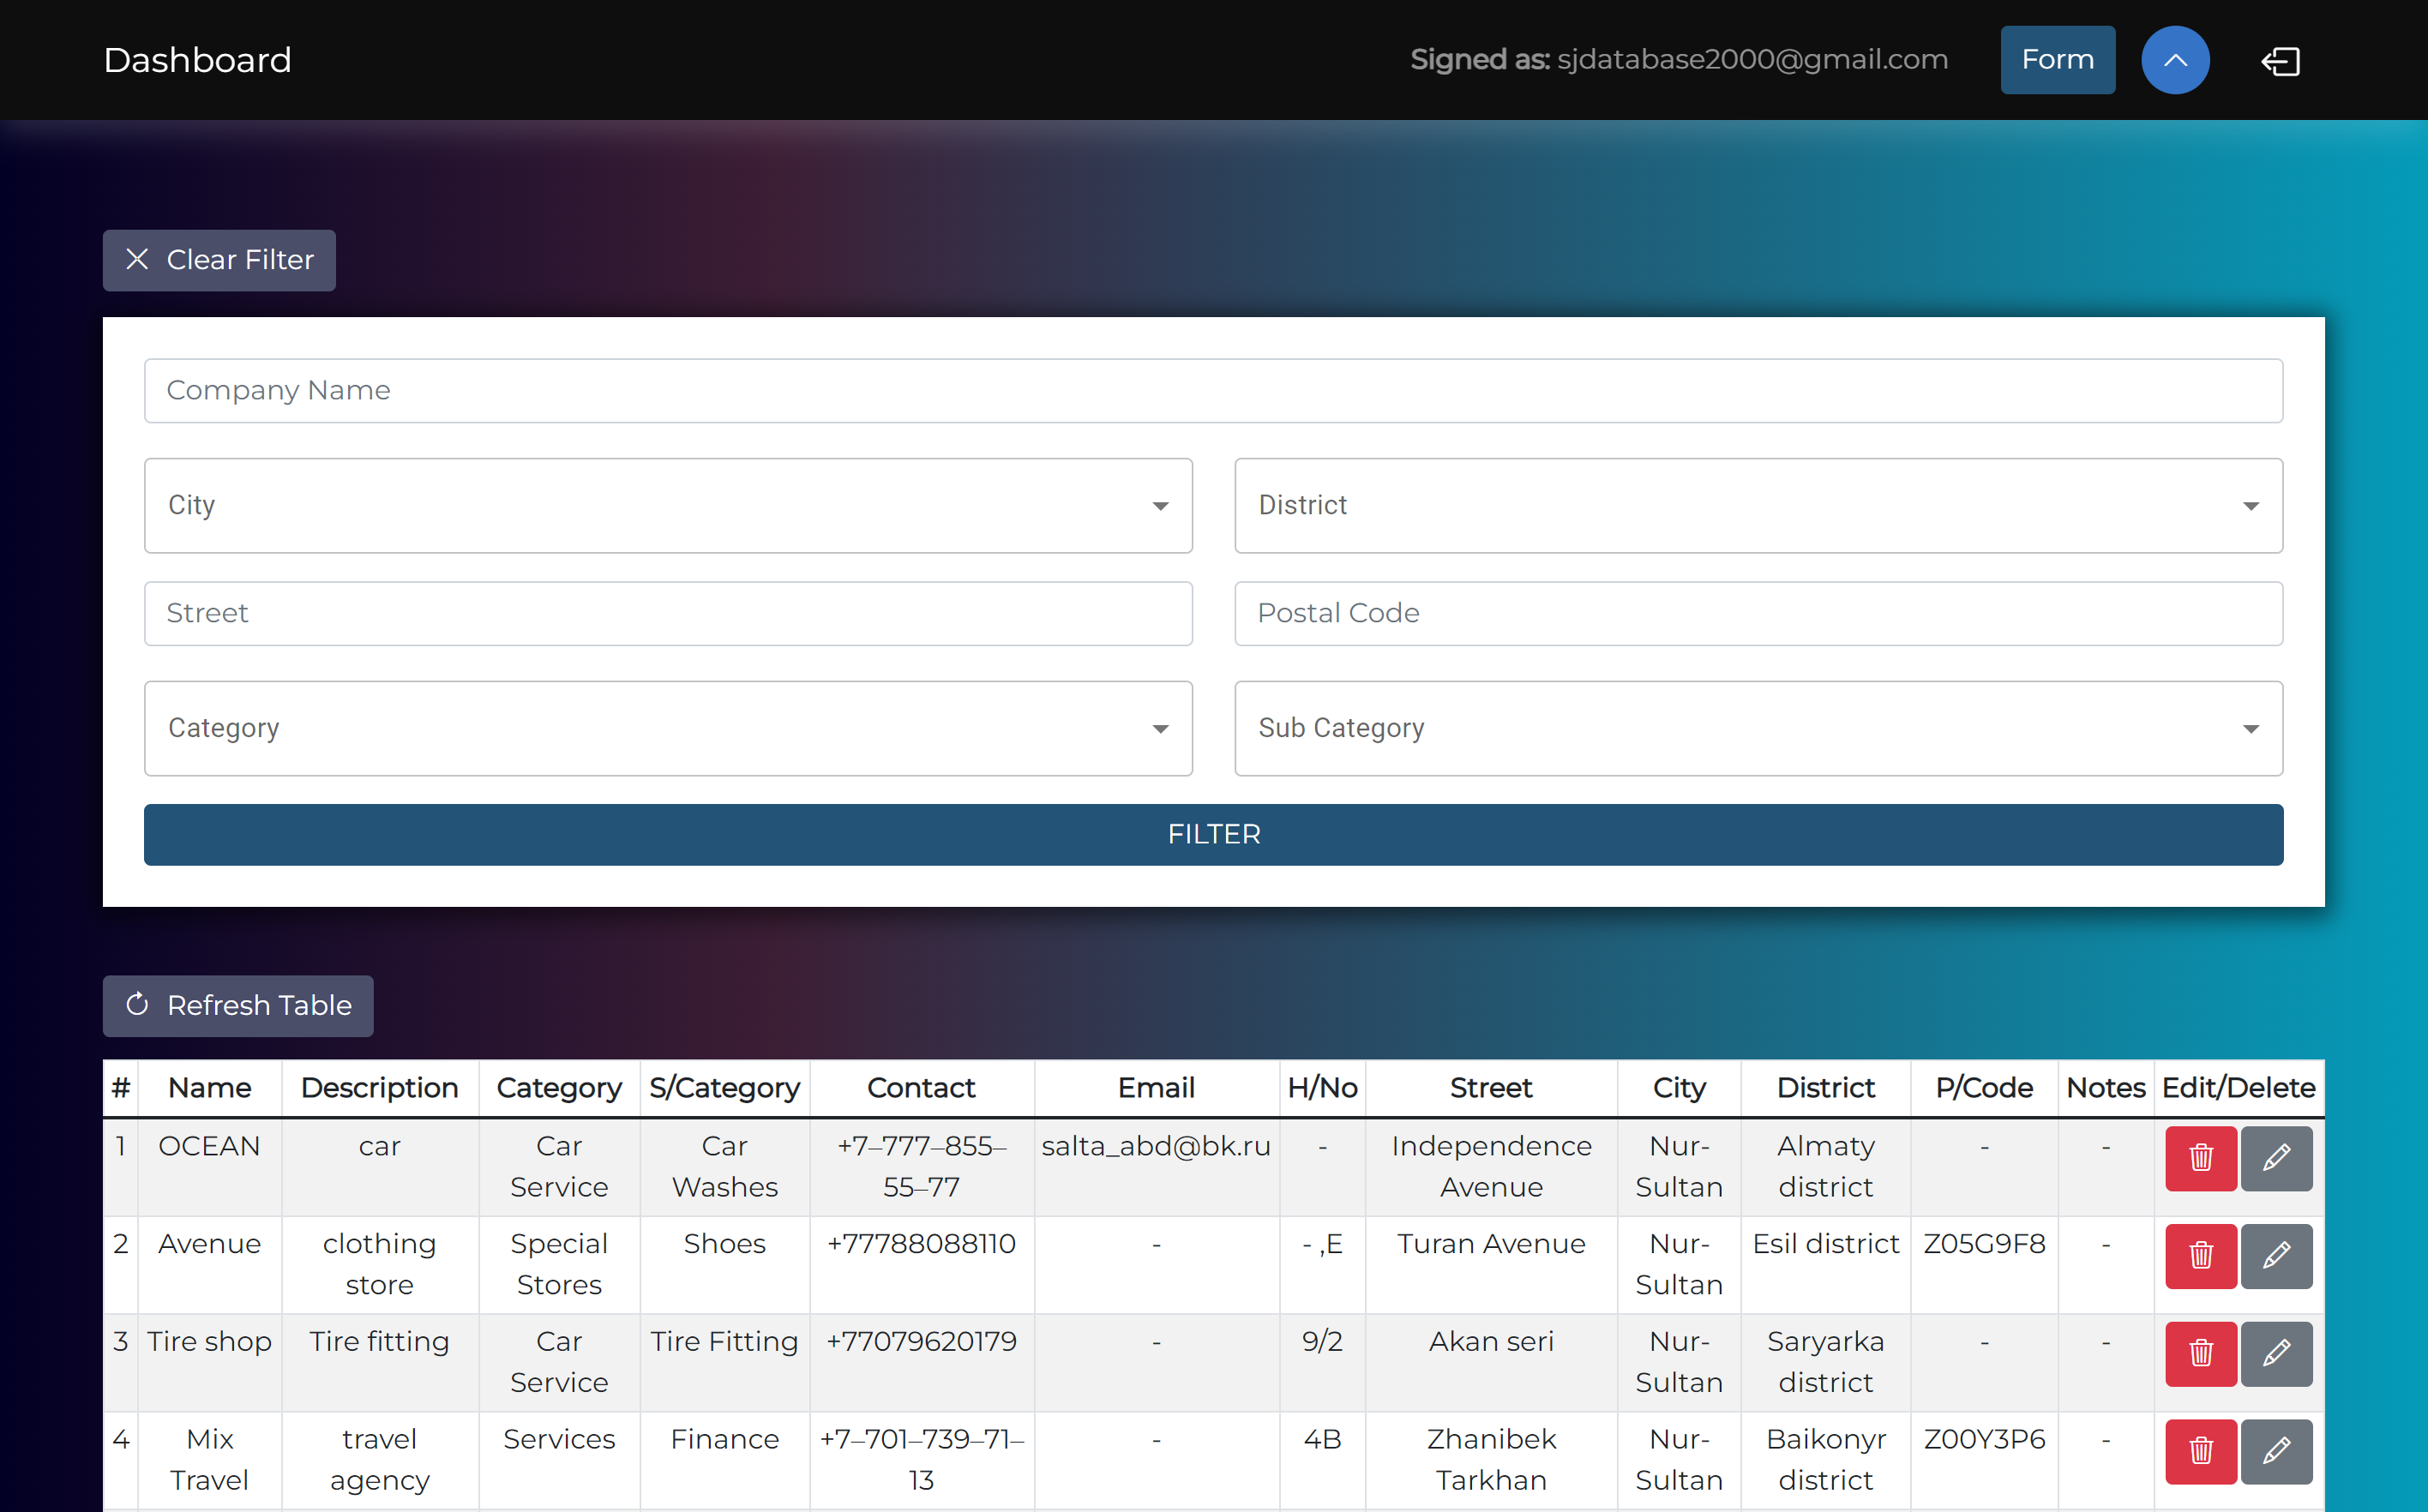 Dashboard
Signed as: sjdatabase2000@gmail.com
Form
Clear Filter
Company Name
City
District
Street
Postal Code
Category
Sub Category
FILTER
Refresh Table
# Name Description Category S/Category Contact Email H/No Street City District P/Code Notes Edit/Delete
1 OCEAN car Car Car +7–777–855– salta_abd@bk.ru - Independence Nur- Almaty - -
Service Washes 55–77 Avenue Sultan district
2 Avenue clothing Special Shoes +77788088110 - - ,E Turan Avenue Nur- Esil district Z05G9F8 -
store Stores Sultan
3 Tire shop Tire fitting Car Tire Fitting +77079620179 - 9/2 Akan seri Nur- Saryarka - -
Service Sultan district
4 Mix travel Services Finance +7–701–739–71– - 4B Zhanibek Nur- Baikonyr Z00Y3P6 -
Travel agency 13 Tarkhan Sultan district